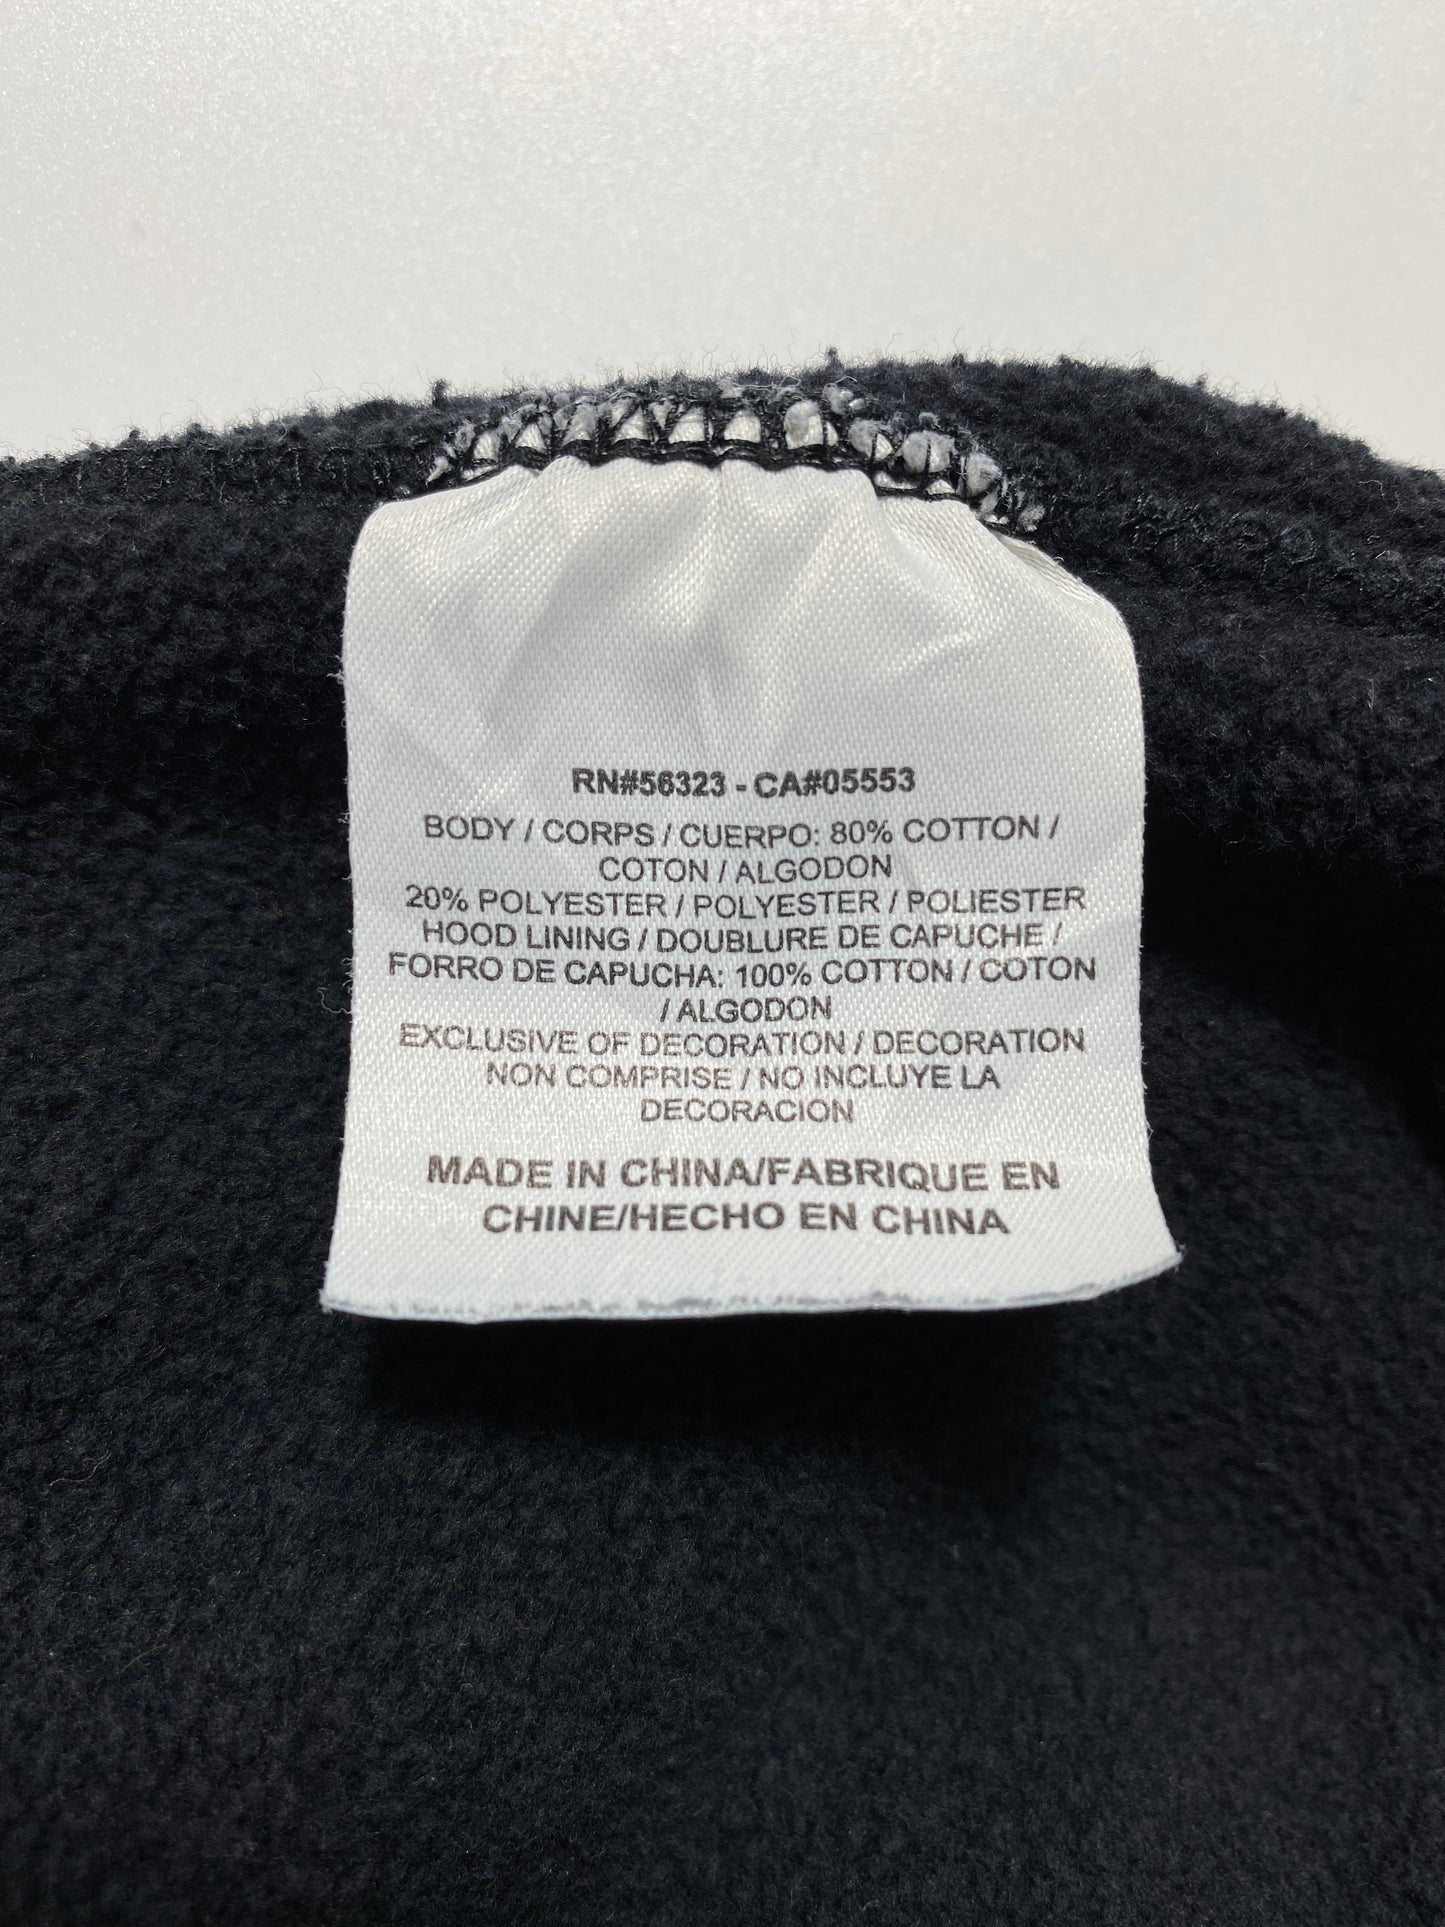 RN#56323 - CA#05553
BODY / CORPS / CUERPO: 80% COTTON /
COTON / ALGODON
20% POLYESTER / POLYESTER / POLIESTER
HOOD LINING / DOUBLURE DE CAPUCHE /
FORRO DE CAPUCHA: 100% COTTON / COTON
/ ALGODON
EXCLUSIVE OF DECORATION / DECORATION
NON COMPRISE / NO INCLUYE LA
DECORACION
MADE IN CHINA/FABRIQUE EN
CHINE/HECHO EN CHINA